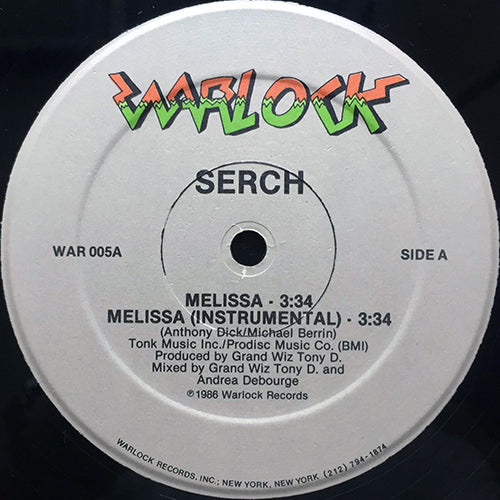 WARLOCK
SERCH
WAR 005A
SIDE A
MELISSA - 3:34
MELISSA (INSTRUMENTAL) - 3:34
(Anthony Dick/Michael Berrin)
Tonk Music Inc./Prodisc Music Co. (BMI)
Produced by Grand Wiz Tony D.
Mixed by Grand Wiz Tony D. and
Andrea Debourge
℗ 1986 Warlock Records
WARLOCK RECORDS, INC.; NEW YORK, NEW YORK (212) 794-1874